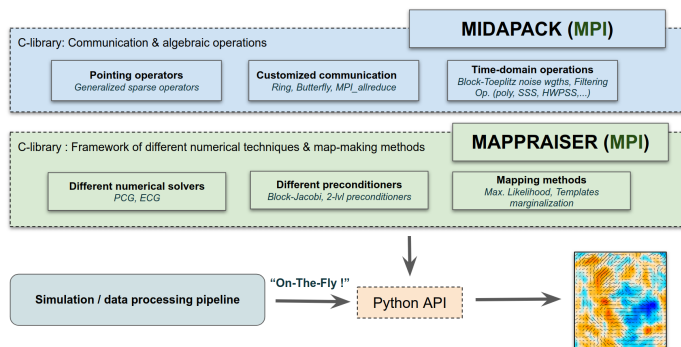 MIDAPACK (MPI)
C-library: Communication & algebraic operations
Pointing operators
Generalized sparse operators
Customized communication
Ring, Butterfly, MPI_allreduce
Time-domain operations
Block-Toeplitz noise wgths, Filtering
Op. (poly, SSS, HWPSS,...)
MAPPRAISER (MPI)
C-library : Framework of different numerical techniques & map-making methods
Different numerical solvers
PCG, ECG
Different preconditioners
Block-Jacobi, 2-lvl preconditioners
Mapping methods
Max. Likelihood, Templates
marginalization
Simulation / data processing pipeline
“On-The-Fly !”
Python API